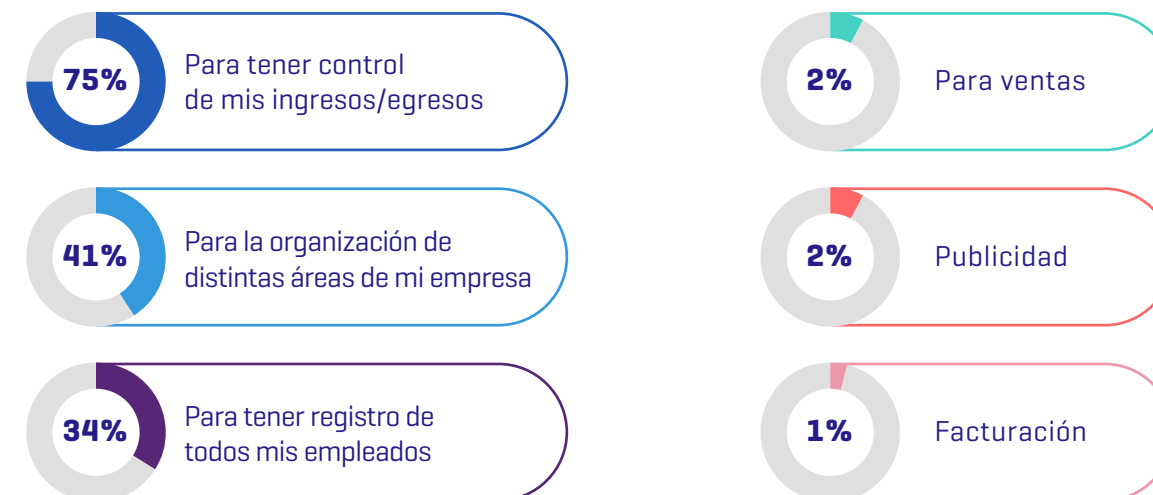 75%
Para tener control
de mis ingresos/egresos
41%
Para la organización de
distintas áreas de mi empresa
34%
Para tener registro de
todos mis empleados
2%
Para ventas
2%
Publicidad
1%
Facturación